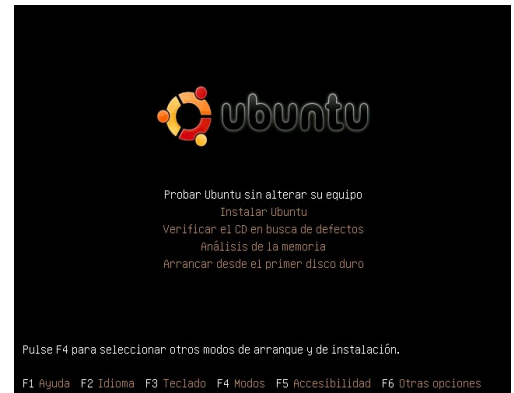 ubuntu
Probar Ubuntu sin alterar su equipo
Instalar Ubuntu
Verificar el CD en busca de defectos
Análisis de la memoria
Arrancar desde el primer disco duro
Pulse F4 para seleccionar otros modos de arranque y de instalación.
F1 Ayuda F2 Idioma F3 Teclado F4 Modos F5 Accesibilidad F6 Otras opciones